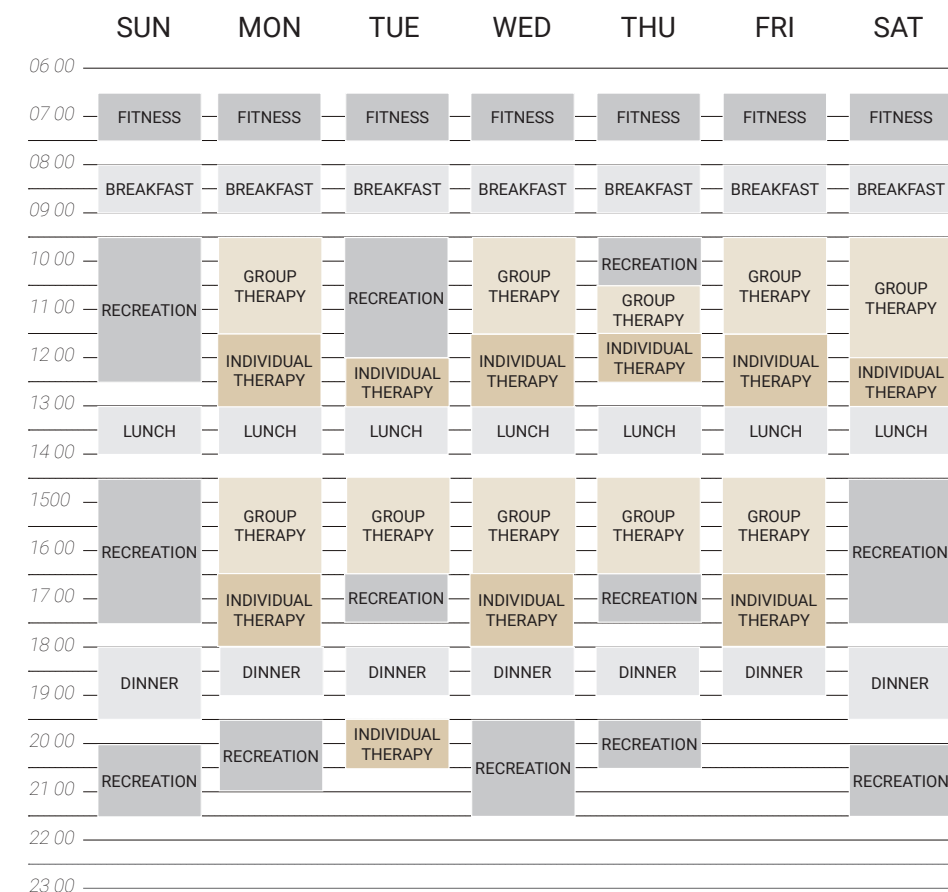 SUN MON TUE WED THU FRI SAT
06 00
07 00 FITNESS FITNESS FITNESS FITNESS FITNESS FITNESS FITNESS
08 00
BREAKFAST BREAKFAST BREAKFAST BREAKFAST BREAKFAST BREAKFAST BREAKFAST
09 00
10 00
RECREATION
GROUP
THERAPY
RECREATION
GROUP
THERAPY
RECREATION
GROUP
THERAPY
GROUP
THERAPY
GROUP
THERAPY
11 00
12 00
INDIVIDUAL
THERAPY
INDIVIDUAL
THERAPY
INDIVIDUAL
THERAPY
INDIVIDUAL
THERAPY
INDIVIDUAL
THERAPY
INDIVIDUAL
THERAPY
13 00
LUNCH LUNCH LUNCH LUNCH LUNCH LUNCH LUNCH
14 00
1500
RECREATION
GROUP
THERAPY
GROUP
THERAPY
GROUP
THERAPY
GROUP
THERAPY
GROUP
THERAPY
RECREATION
16 00
17 00
INDIVIDUAL
THERAPY
RECREATION
INDIVIDUAL
THERAPY
RECREATION
INDIVIDUAL
THERAPY
18 00
DINNER DINNER DINNER DINNER DINNER DINNER DINNER
19 00
20 00
RECREATION
RECREATION
INDIVIDUAL
THERAPY
RECREATION
RECREATION
RECREATION
21 00
22 00
23 00